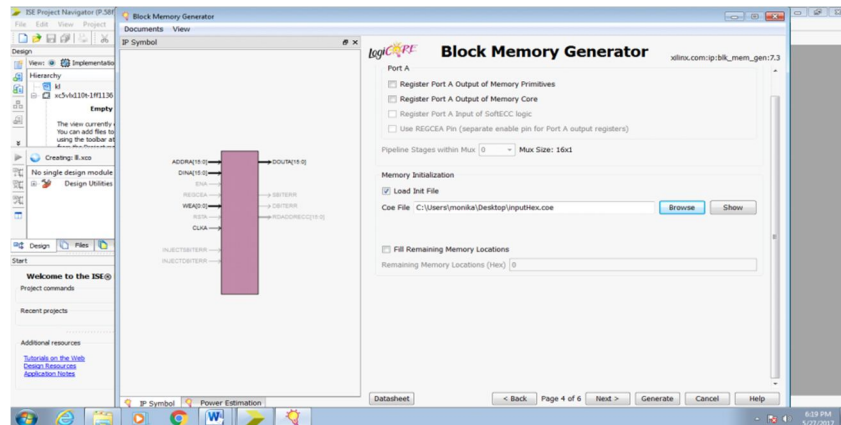 ISE Project Navigator (P.58f
File Edit View Project
Design
View: Implementatio
Hierarchy
kl
xc5vlx110t-1ff1136
Empty
The view currently
You can add files to
using the toolbar at
Creating: ll.xco
No single design module
Design Utilities
Design Files
Start
Welcome to the ISE®
Project commands
Recent projects
Additional resources
Tutorials on the Web
Design Resources
Application Notes
Block Memory Generator
Documents View
IP Symbol
ADDRA[15:0]
DINA[15:0]
ENA
REGCEA
WEA[0:0]
RSTA
CLKA
INJECTSBITERR
INJECTDBITERR
DOUTA[15:0]
SBITERR
DBITERR
RDADDRECC[15:0]
IP Symbol Power Estimation
LogiCORE
Block Memory Generator
xilinx.com:ip:blk_mem_gen:7.3
Port A
Register Port A Output of Memory Primitives
Register Port A Output of Memory Core
Register Port A Input of SoftECC logic
Use REGCEA Pin (separate enable pin for Port A output registers)
Pipeline Stages within Mux 0 Mux Size: 16x1
Memory Initialization
Load Init File
Coe File C:\Users\monika\Desktop\inputHex.coe Browse Show
Fill Remaining Memory Locations
Remaining Memory Locations (Hex) 0
Datasheet < Back Page 4 of 6 Next > Generate Cancel Help
6:19 PM
5/27/2017